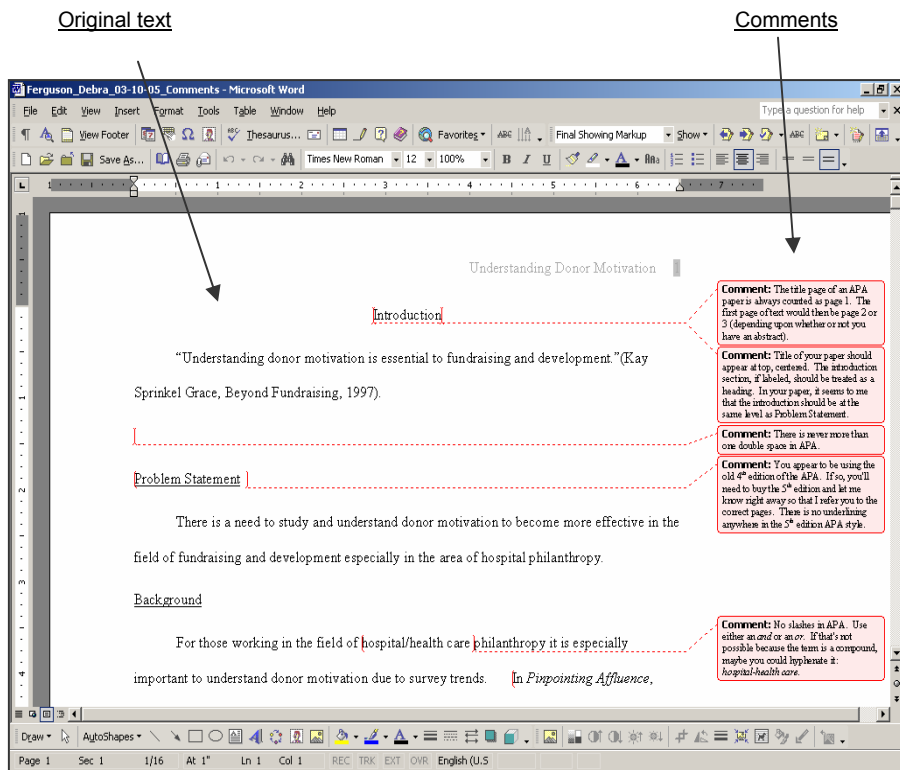 Original text
Comments
Ferguson_Debra_03-10-05_Comments - Microsoft Word
File Edit View Insert Format Tools Table Window Help
Type a question for help
View Footer Thesaurus... Favorites Final Showing Markup Show
Save As... Times New Roman 12 100% B I U
1 1 2 3 4 5 6 7
Understanding Donor Motivation
Introduction
“Understanding donor motivation is essential to fundraising and development.”(Kay
Sprinkel Grace, Beyond Fundraising, 1997).
Problem Statement
There is a need to study and understand donor motivation to become more effective in the
field of fundraising and development especially in the area of hospital philanthropy.
Background
For those working in the field of hospital/health care philanthropy it is especially
important to understand donor motivation due to survey trends. In Pinpointing Affluence,
Comment: The title page of an APA
paper is always counted as page 1. The
first page of text would then be page 2 or
3 (depending upon whether or not you
have an abstract).
Comment: Title of your paper should
appear at top, centered. The introduction
section, if labeled, should be treated as a
heading. In your paper, it seems to me
that the introduction should be at the
same level as Problem Statement.
Comment: There is never more than
one double space in APA.
Comment: You appear to be using the
old 4th edition of the APA. If so, you'll
need to buy the 5th edition and let me
know right away so that I refer you to the
correct pages. There is no underlining
anywhere in the 5th edition APA style.
Comment: No slashes in APA. Use
either an and or an or. If that's not
possible because the term is a compound,
maybe you could hyphenate it:
hospital-health care.
Draw AutoShapes
Page 1 Sec 1 1/16 At 1" Ln 1 Col 1 REC TRK EXT OVR English (U.S